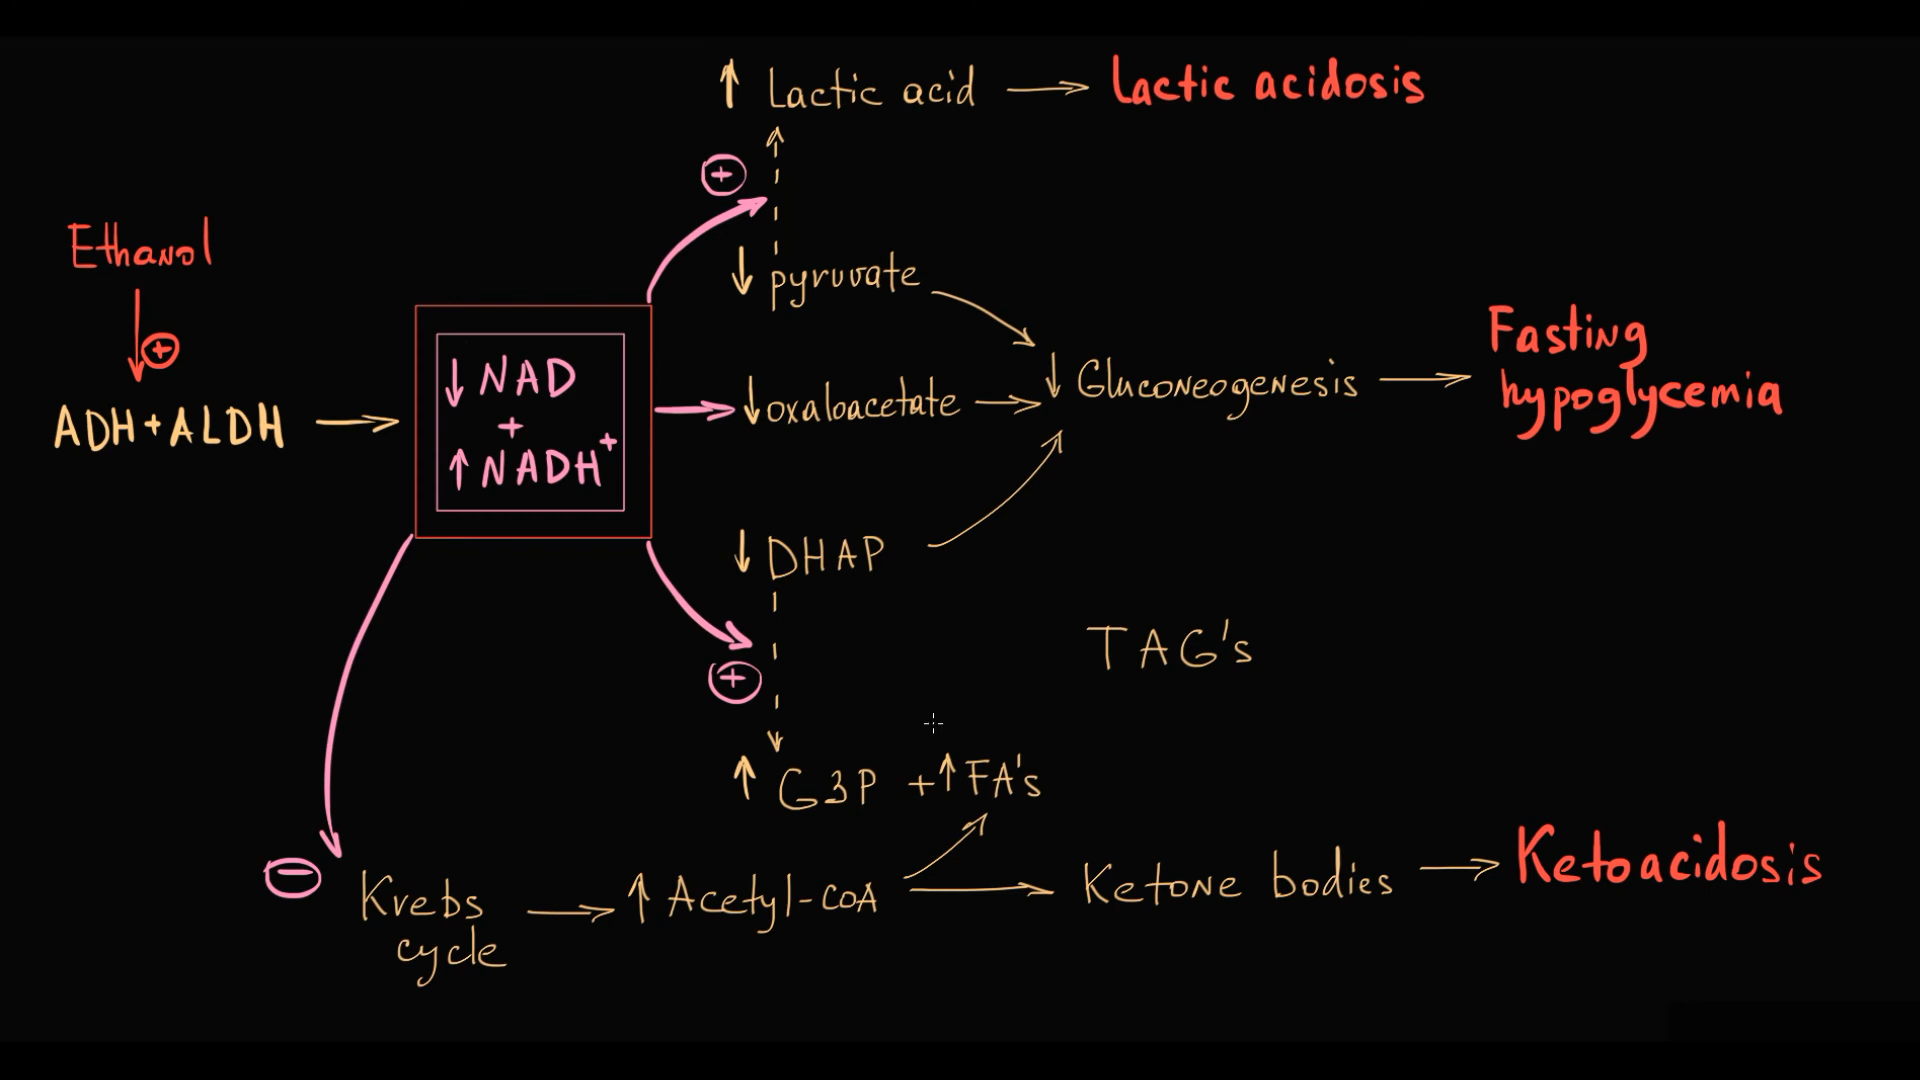 ↑ Lactic acid → Lactic acidosis
+
Ethanol
+
ADH + ALDH →
↓ NAD
+
↑ NADH+
↓ pyruvate
↓ oxaloacetate → ↓ Gluconeogenesis →
Fasting
hypoglycemia
↓ DHAP
+
TAG's
↑ G3P + ↑ FA's
−
Krebs
cycle
→ ↑ Acetyl-CoA → Ketone bodies → Ketoacidosis